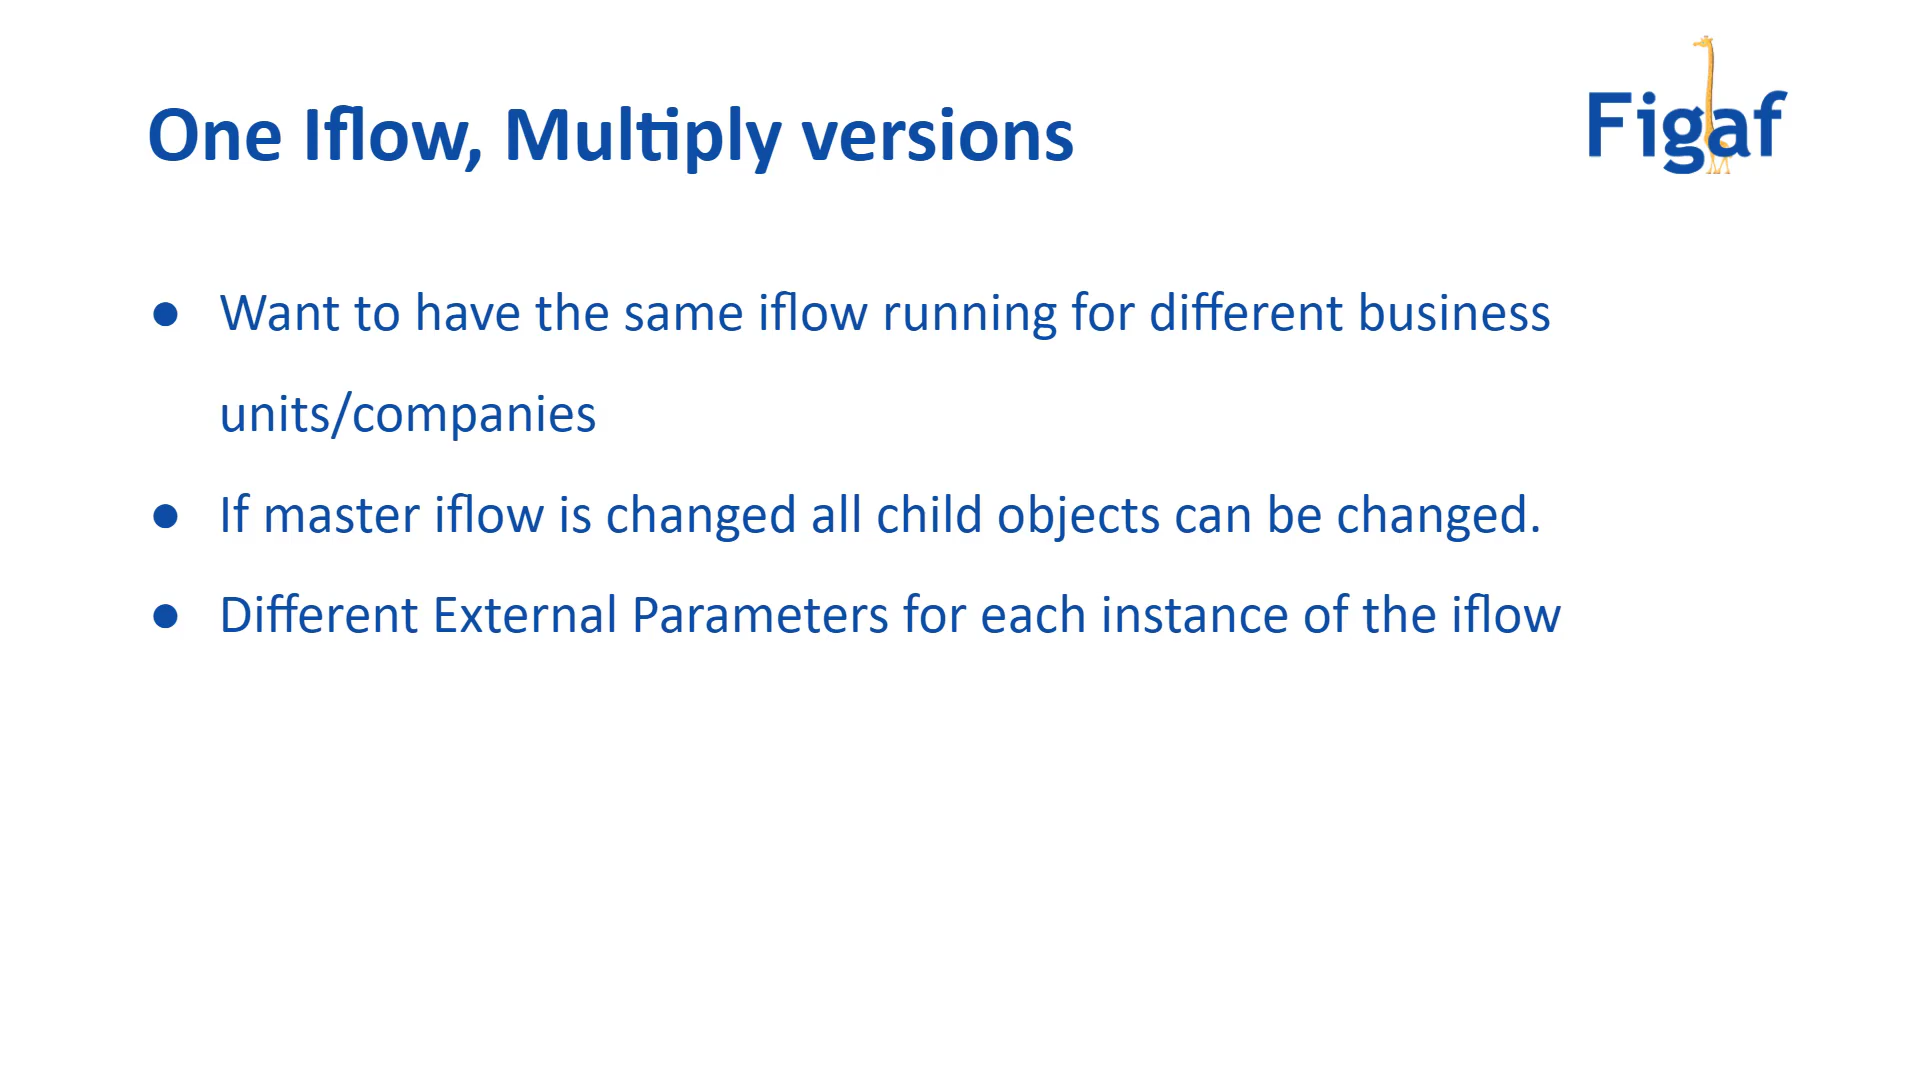 One Iflow, Multiply versions
Figaf
● Want to have the same iflow running for different business
units/companies
● If master iflow is changed all child objects can be changed.
● Different External Parameters for each instance of the iflow